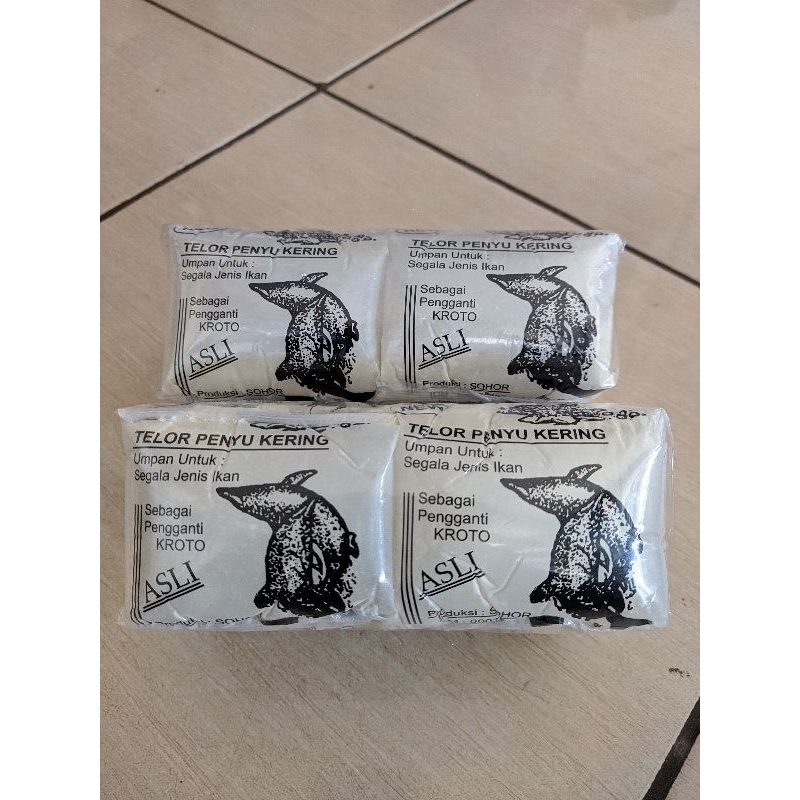 TELOR PENYU KERING
Umpan Untuk :
Segala Jenis Ikan
Sebagai
Pengganti
KROTO
ASLI
Produksi : SOHOR
TELOR PENYU KERING
Umpan Untuk :
Segala Jenis Ikan
Sebagai
Pengganti
KROTO
ASLI
Produksi : SOHOR
TELOR PENYU KERING
Umpan Untuk :
Segala Jenis Ikan
Sebagai
Pengganti
KROTO
ASLI
Produksi : SOHOR
TELOR PENYU KERING
Umpan Untuk :
Segala Jenis Ikan
Sebagai
Pengganti
KROTO
ASLI
Produksi : SOHOR